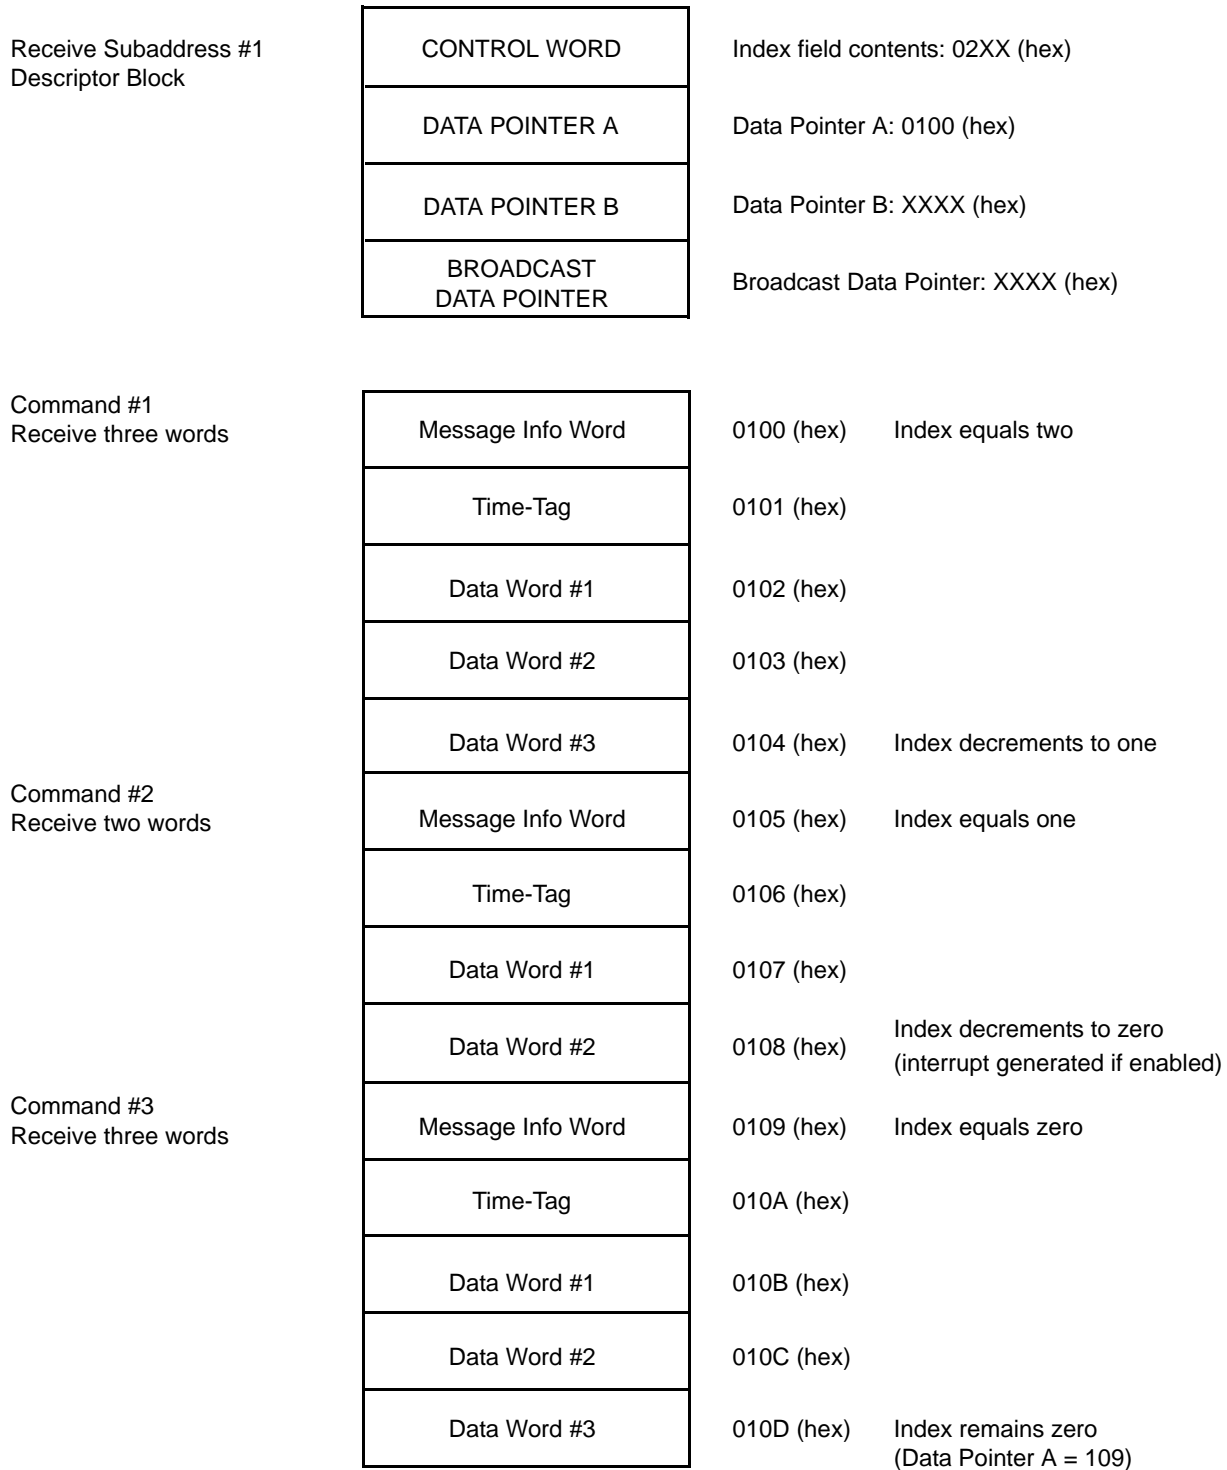 Receive Subaddress #1
Descriptor Block
CONTROL WORD
Index field contents: 02XX (hex)
DATA POINTER A
Data Pointer A: 0100 (hex)
DATA POINTER B
Data Pointer B: XXXX (hex)
BROADCAST
DATA POINTER
Broadcast Data Pointer: XXXX (hex)
Command #1
Receive three words
Message Info Word
0100 (hex)
Index equals two
Time-Tag
0101 (hex)
Data Word #1
0102 (hex)
Data Word #2
0103 (hex)
Data Word #3
0104 (hex)
Index decrements to one
Command #2
Receive two words
Message Info Word
0105 (hex)
Index equals one
Time-Tag
0106 (hex)
Data Word #1
0107 (hex)
Data Word #2
0108 (hex)
Index decrements to zero
(interrupt generated if enabled)
Command #3
Receive three words
Message Info Word
0109 (hex)
Index equals zero
Time-Tag
010A (hex)
Data Word #1
010B (hex)
Data Word #2
010C (hex)
Data Word #3
010D (hex)
Index remains zero
(Data Pointer A = 109)